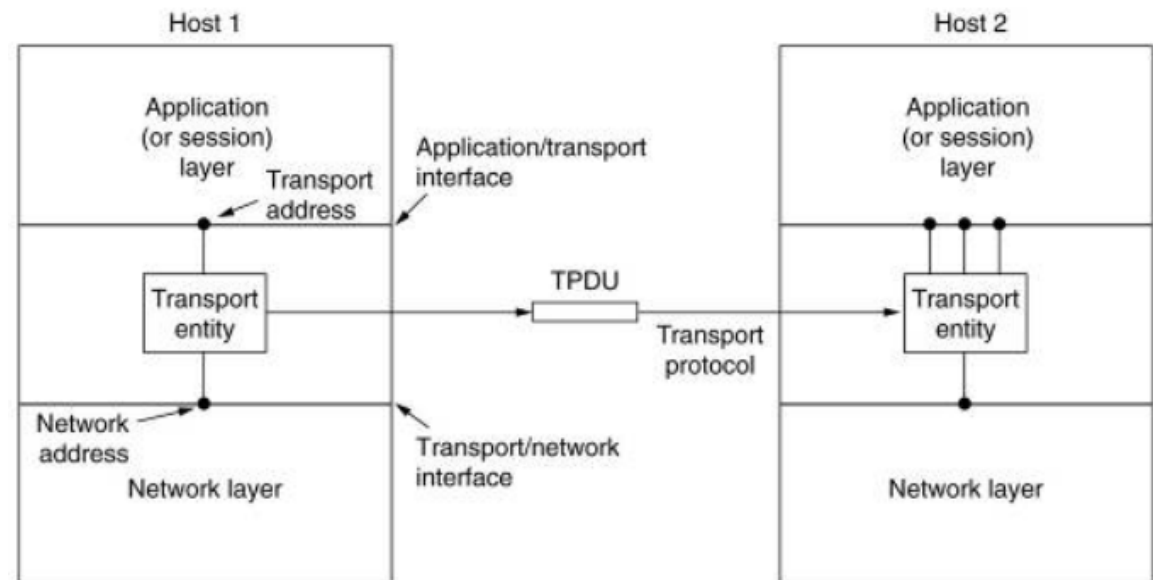 Host 1
Host 2
Application
(or session)
layer
Transport
address
Application/transport
interface
Application
(or session)
layer
Transport
entity
TPDU
Transport
protocol
Transport
entity
Network
address
Transport/network
interface
Network layer
Network layer